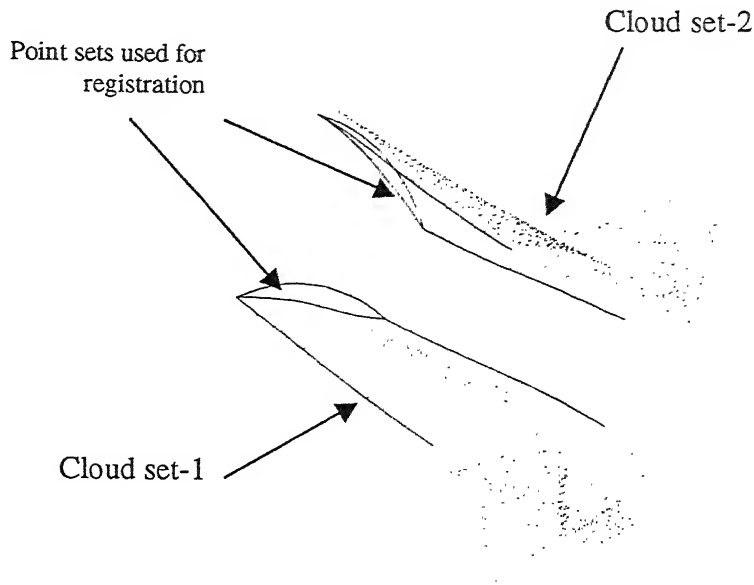 Cloud set-2
Point sets used for
registration
Cloud set-1